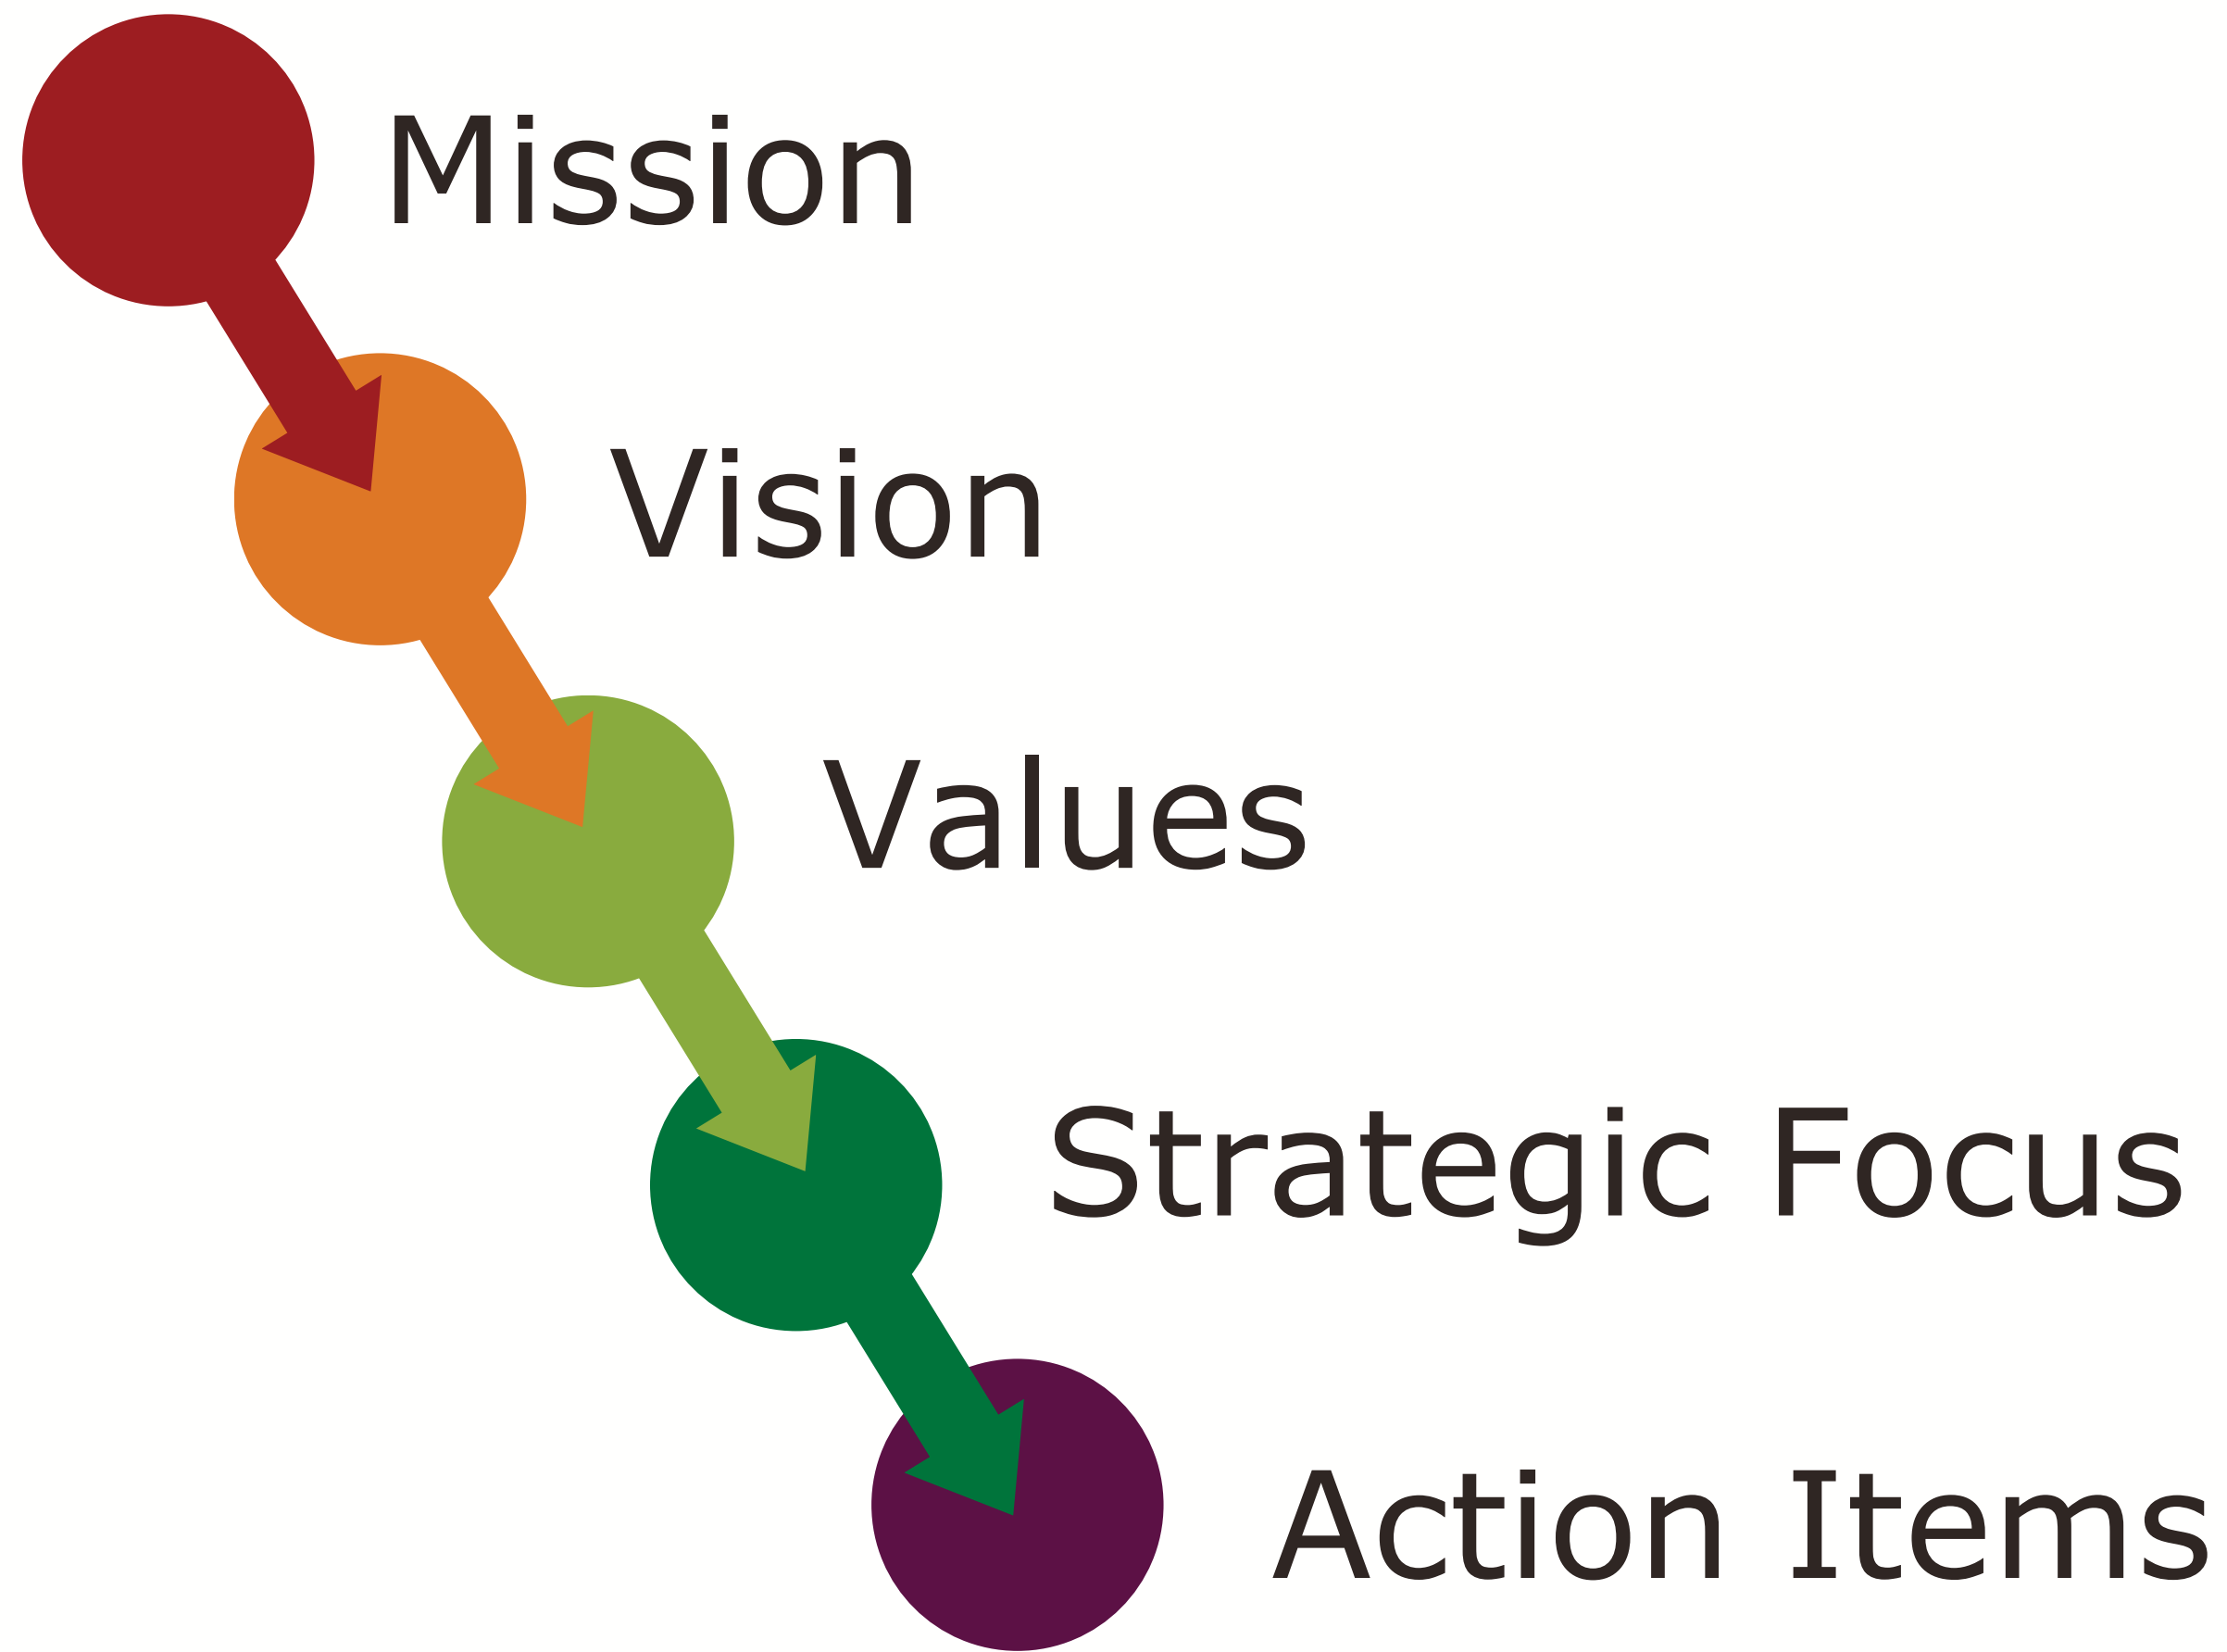 Mission
Vision
Values
Strategic Focus
Action Items